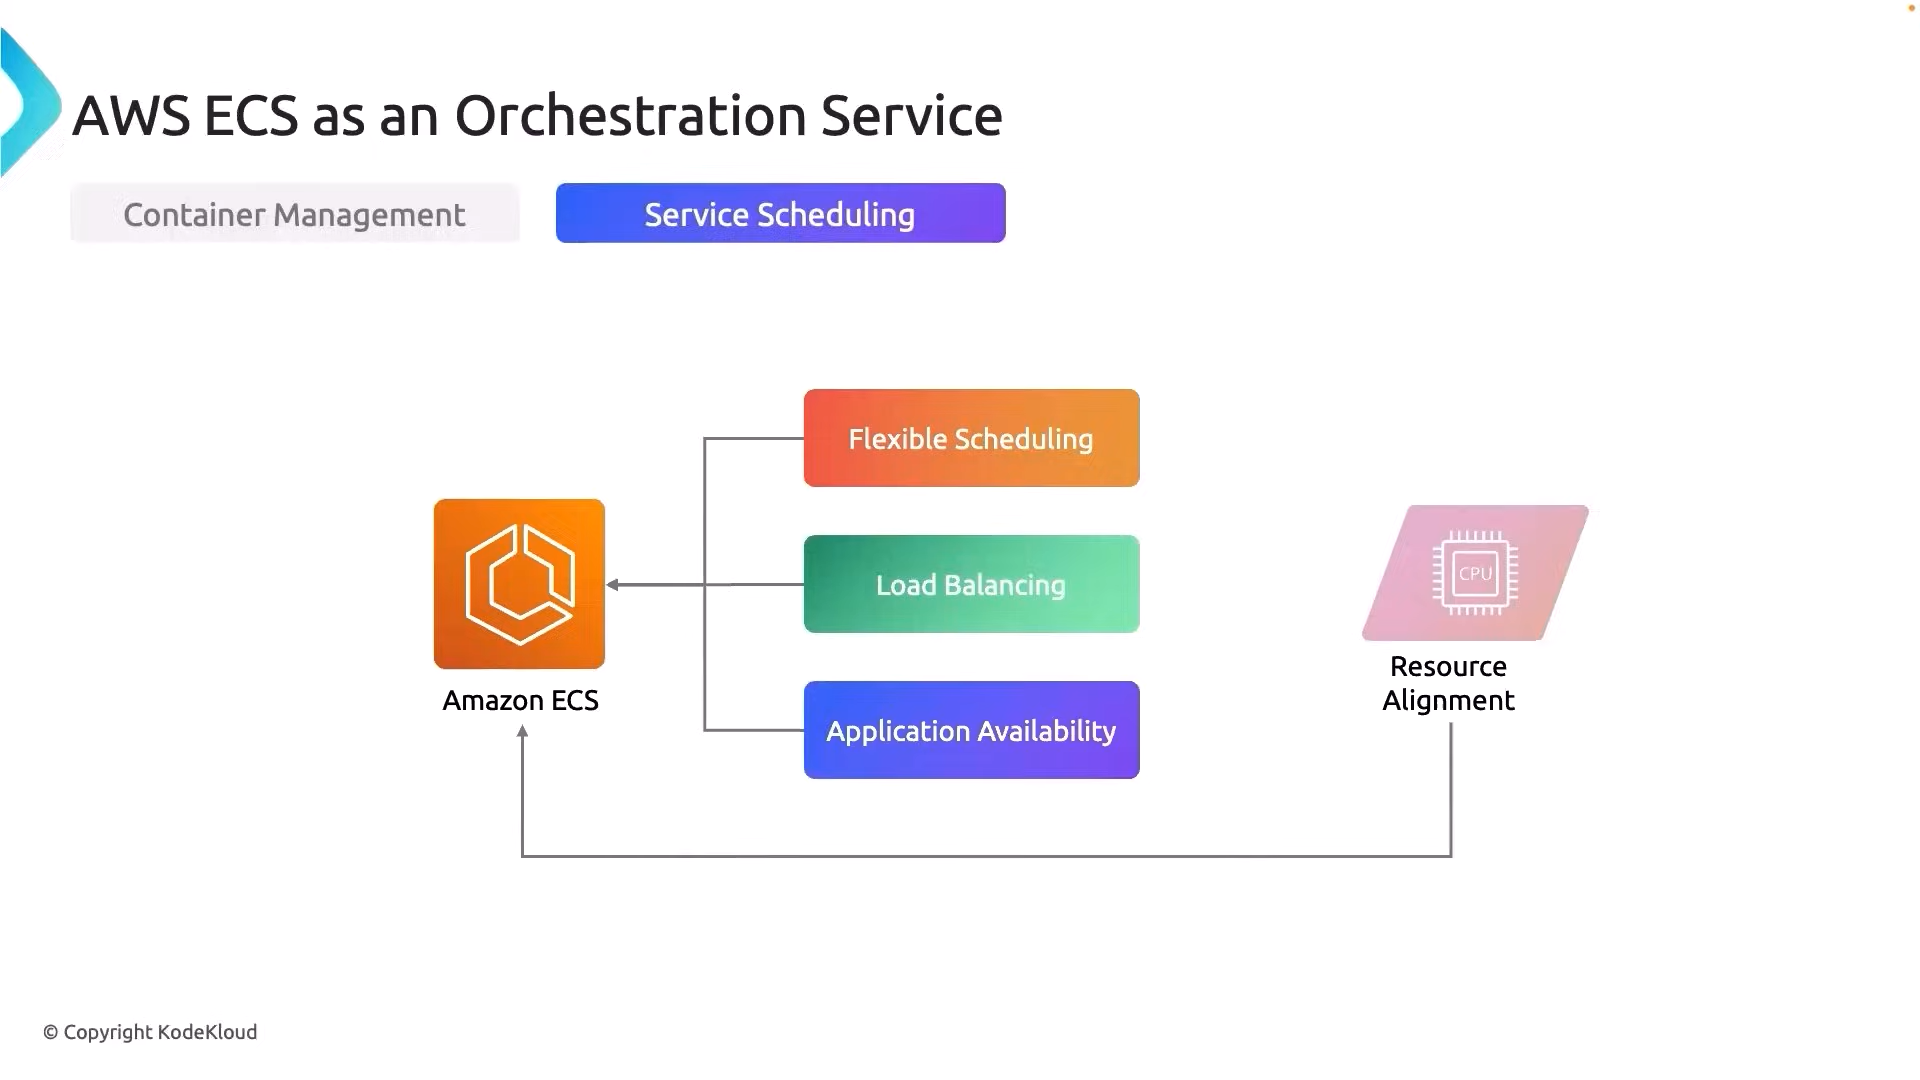 AWS ECS as an Orchestration Service
Container Management
Service Scheduling
Flexible Scheduling
Load Balancing
Application Availability
Amazon ECS
CPU
Resource
Alignment
© Copyright KodeKloud